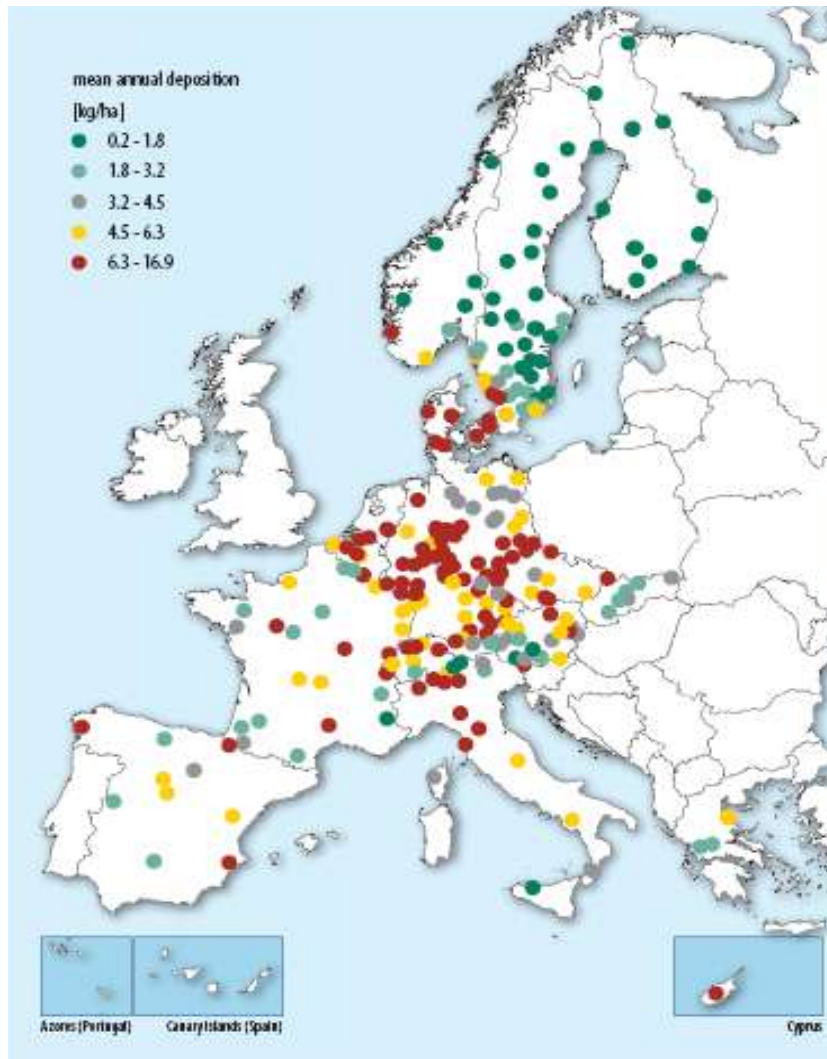 mean annual deposition
[kg/ha]
0.2 - 1.8
1.8 - 3.2
3.2 - 4.5
4.5 - 6.3
6.3 - 16.9
Azores (Portugal)
Canary Islands (Spain)
Cyprus